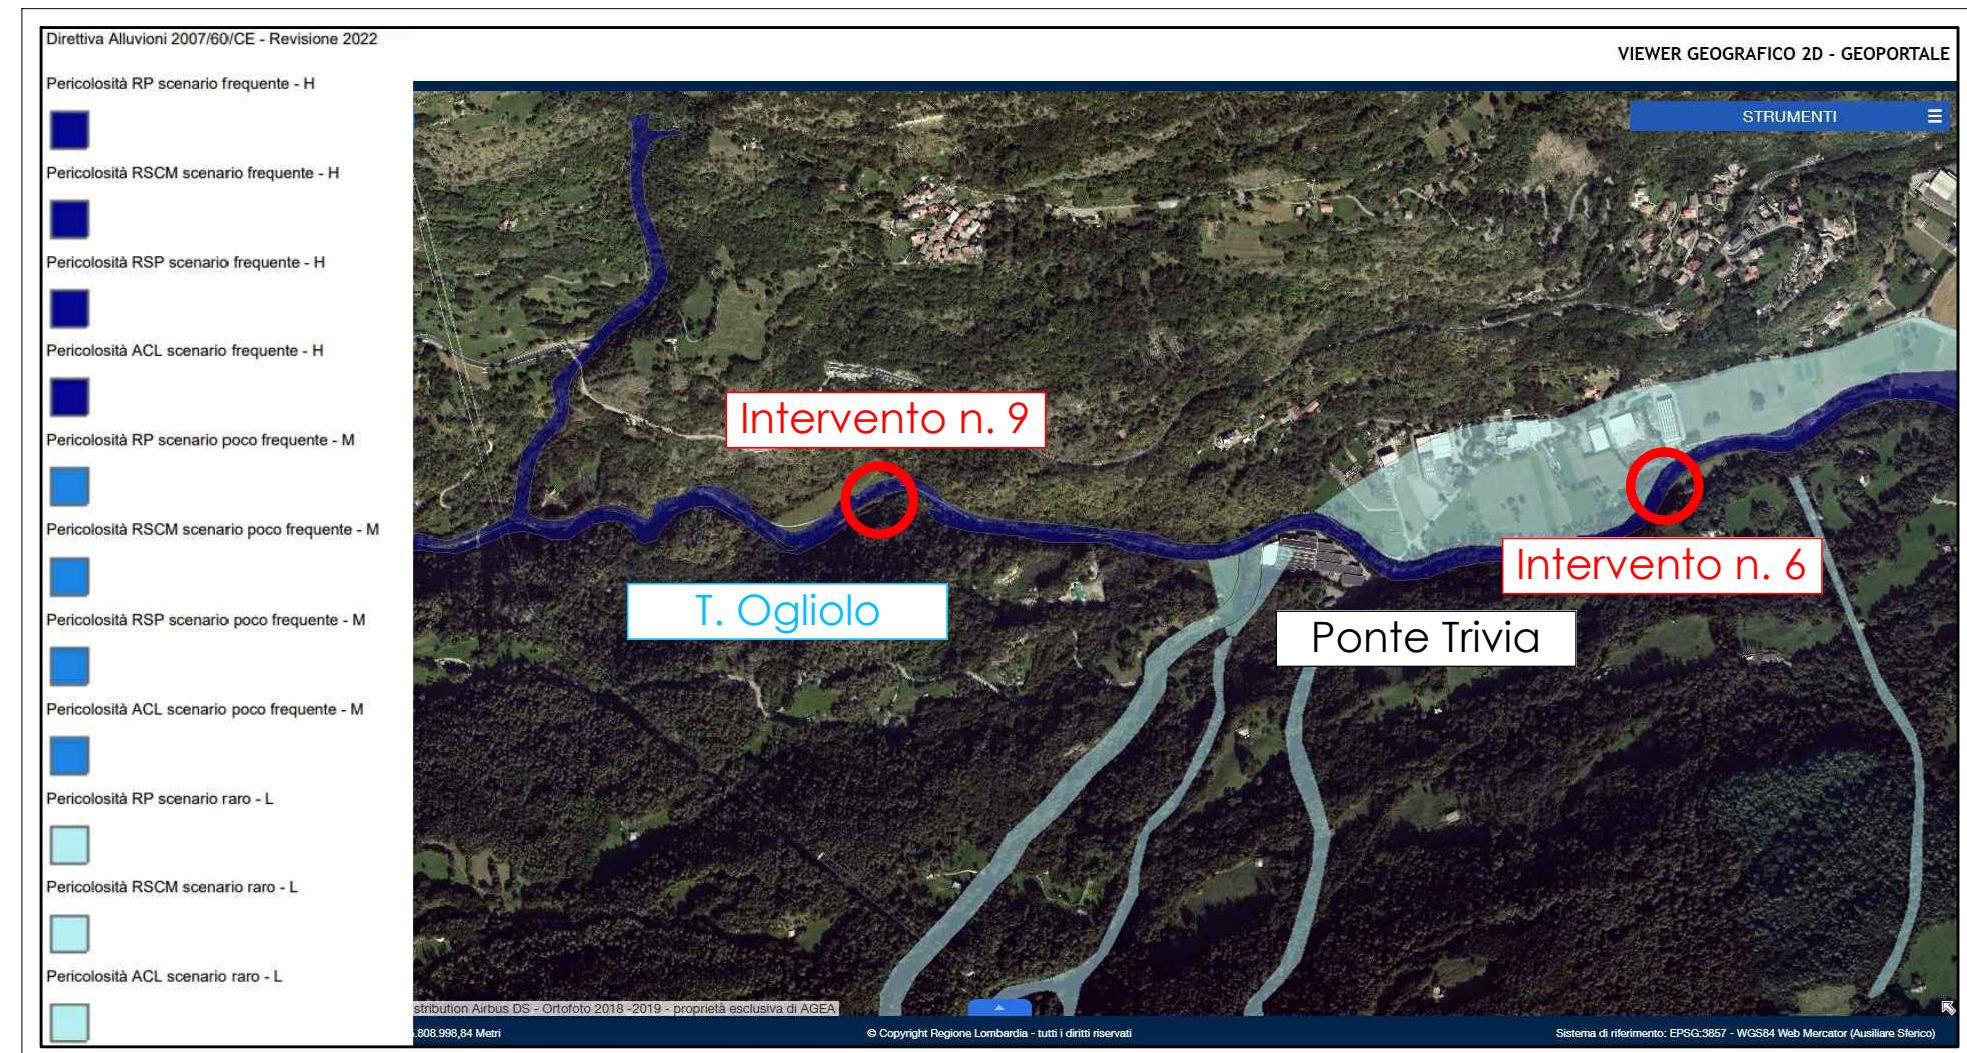 Direttiva Alluvioni 2007/60/CE - Revisione 2022
VIEWER GEOGRAFICO 2D - GEOPORTALE
Pericolosità RP scenario frequente - H
STRUMENTI
Pericolosità RSCM scenario frequente - H
Pericolosità RSP scenario frequente - H
Pericolosità ACL scenario frequente - H
Pericolosità RP scenario poco frequente - M
Pericolosità RSCM scenario poco frequente - M
Pericolosità RSP scenario poco frequente - M
Pericolosità ACL scenario poco frequente - M
Pericolosità RP scenario raro - L
Pericolosità RSCM scenario raro - L
Pericolosità ACL scenario raro - L
Intervento n. 9
Intervento n. 6
T. Ogliolo
Ponte Trivia
stribution Airbus DS - Ortofoto 2018 -2019 - proprietà esclusiva di AGEA
.808.998,84 Metri
© Copyright Regione Lombardia - tutti i diritti riservati
Sistema di riferimento: EPSG:3857 - WGS84 Web Mercator (Ausiliare Sferico)